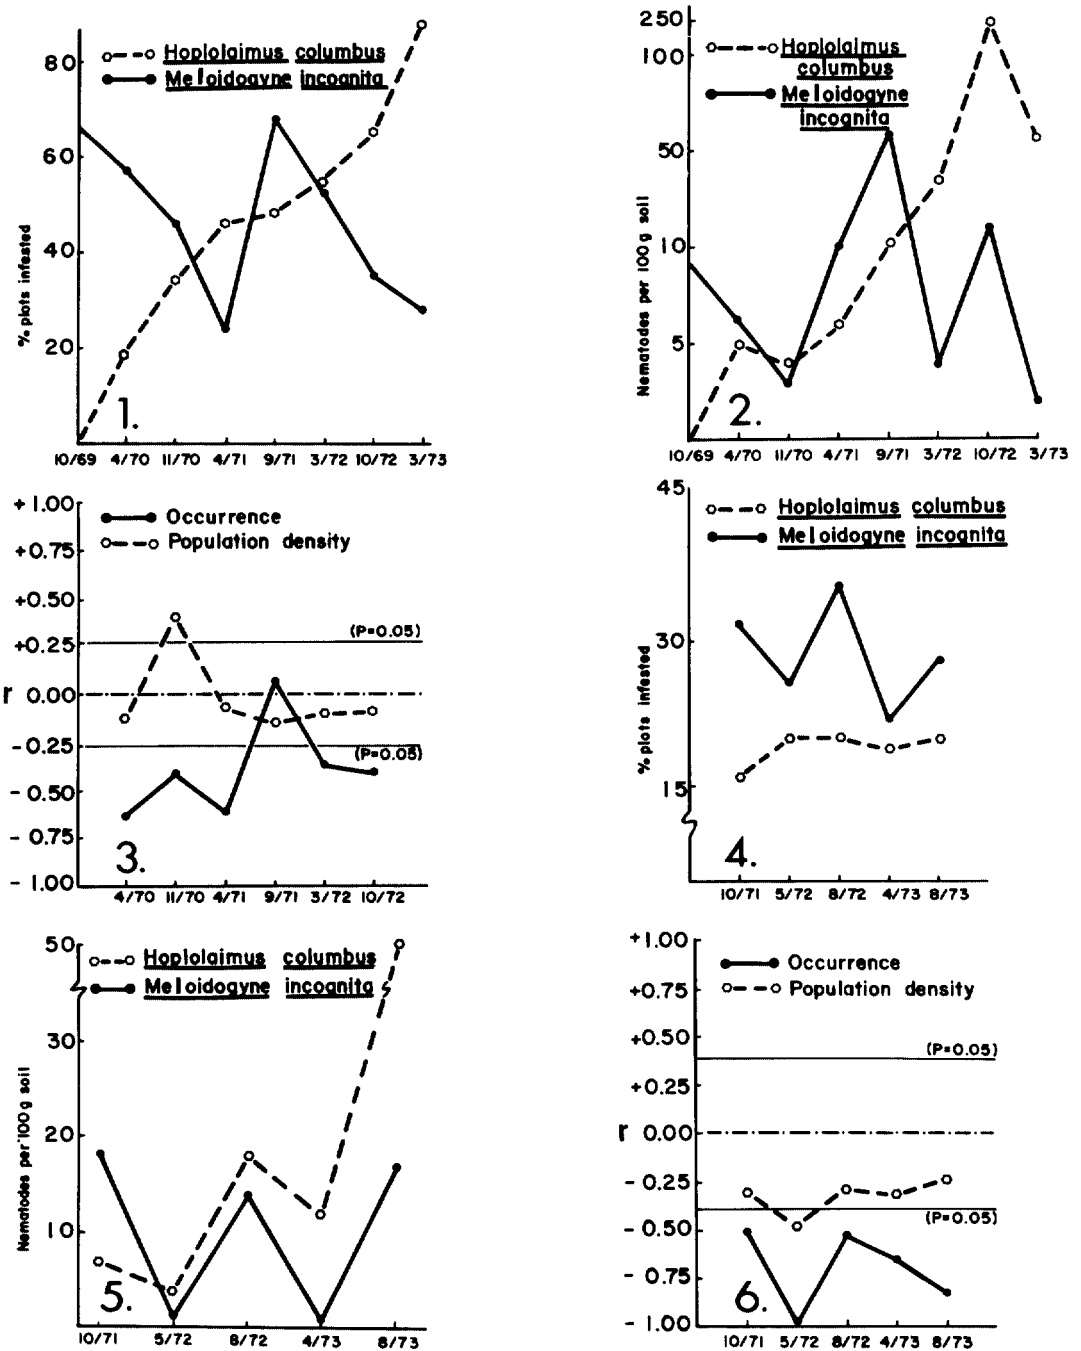 80
60
40
20
% plots infested
Hoplolaimus columbus
Meloidogyne incognita
1.
10/69 4/70 11/70 4/71 9/71 3/72 10/72 3/73
250
100
50
10
5
Nematodes per 100g soil
Hoplolaimus
columbus
Meloidogyne
incognita
2.
10/69 4/70 11/70 4/71 9/71 3/72 10/72 3/73
+1.00
+0.75
+0.50
+0.25
r 0.00
-0.25
-0.50
-0.75
-1.00
Occurrence
Population density
(P=0.05)
(P=0.05)
3.
4/70 11/70 4/71 9/71 3/72 10/72
45
30
15
% plots infested
Hoplolaimus columbus
Meloidogyne incognita
4.
10/71 5/72 8/72 4/73 8/73
50
30
20
10
Nematodes per 100g soil
Hoplolaimus columbus
Meloidogyne incognita
5.
10/71 5/72 8/72 4/73 8/73
+1.00
+0.75
+0.50
+0.25
r 0.00
-0.25
-0.50
-0.75
-1.00
Occurrence
Population density
(P=0.05)
(P=0.05)
6.
10/71 5/72 8/72 4/73 8/73